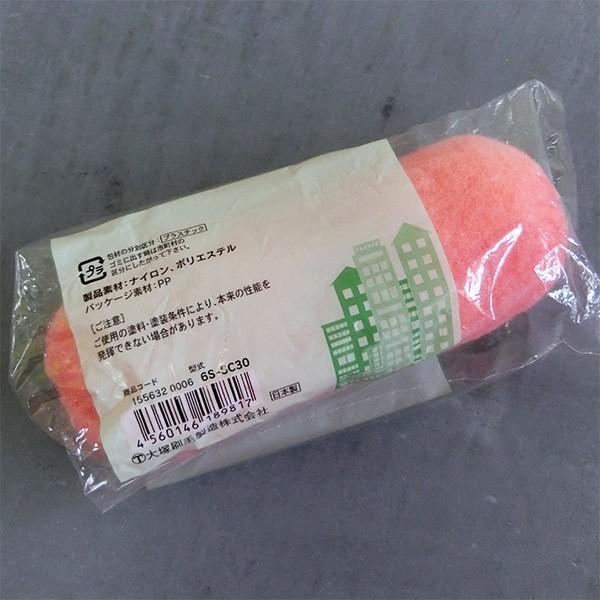 包材の分別区分：プラスチック
ゴミに出す時は市町村の
区分にしたがって下さい。
プラ
製品素材：ナイロン、ポリエステル
パッケージ素材：PP
［ご注意］
ご使用の塗料・塗装条件により、本来の性能を
発揮できない場合があります。
商品コード 型式
155632 0006 6S-SC30
4 560146 189817
日本製
大塚刷毛製造株式会社